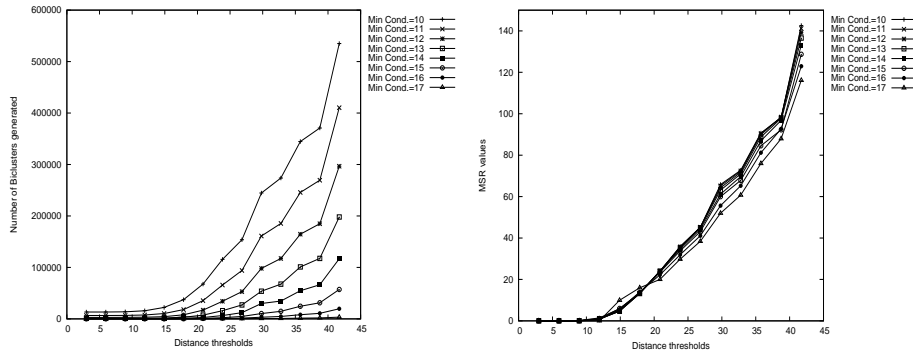 Number of Biclusters generated
600000
500000
400000
300000
200000
100000
0
0 5 10 15 20 25 30 35 40 45
Distance thresholds
Min Cond.=10
Min Cond.=11
Min Cond.=12
Min Cond.=13
Min Cond.=14
Min Cond.=15
Min Cond.=16
Min Cond.=17
MSR values
140
120
100
80
60
40
20
0
0 5 10 15 20 25 30 35 40 45
Distance thresholds
Min Cond.=10
Min Cond.=11
Min Cond.=12
Min Cond.=13
Min Cond.=14
Min Cond.=15
Min Cond.=16
Min Cond.=17